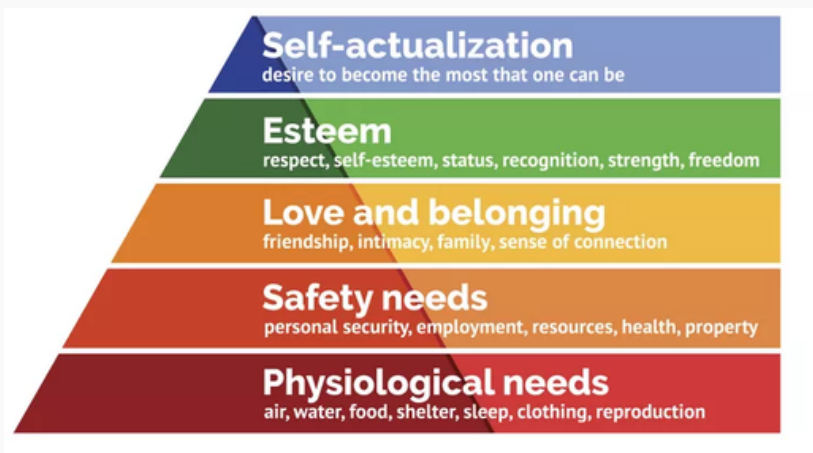 Self-actualization
desire to become the most that one can be
Esteem
respect, self-esteem, status, recognition, strength, freedom
Love and belonging
friendship, intimacy, family, sense of connection
Safety needs
personal security, employment, resources, health, property
Physiological needs
air, water, food, shelter, sleep, clothing, reproduction